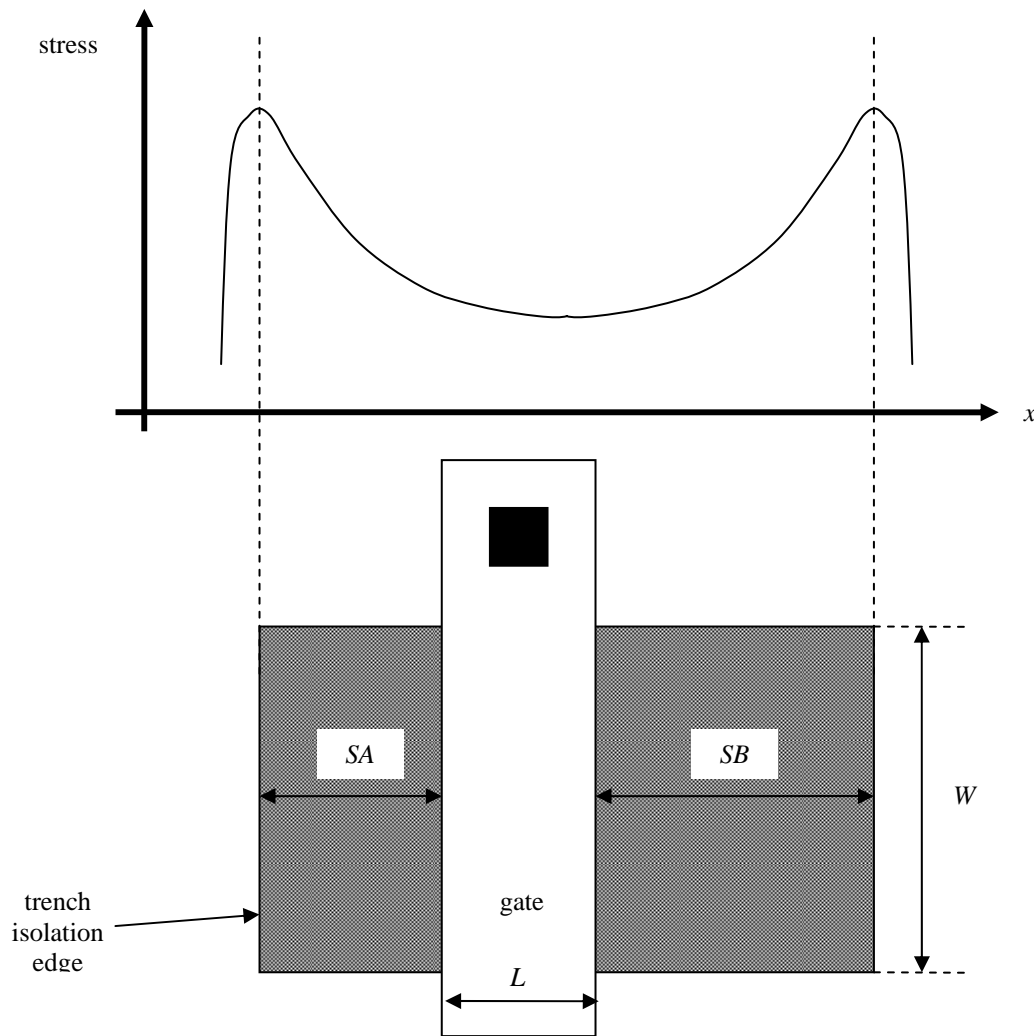 stress
x
SA
SB
W
trench
isolation
edge
gate
L